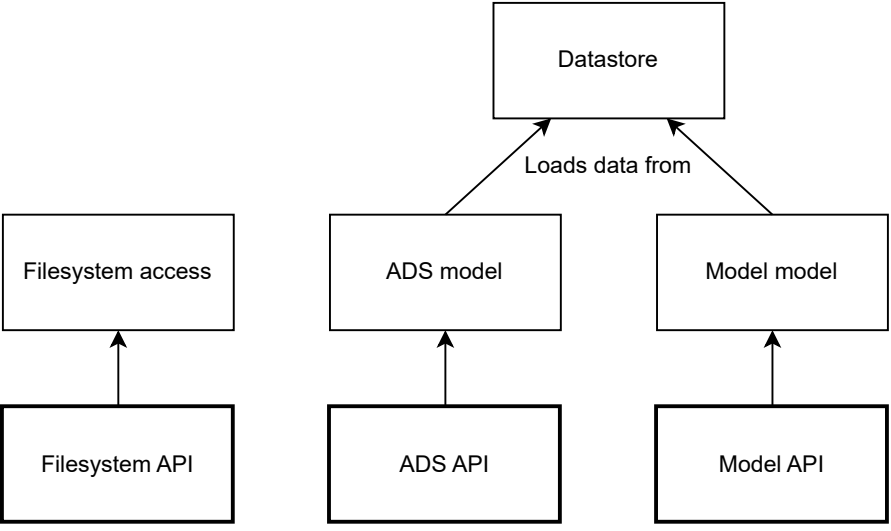 Datastore
Loads data from
Filesystem access
ADS model
Model model
Filesystem API
ADS API
Model API